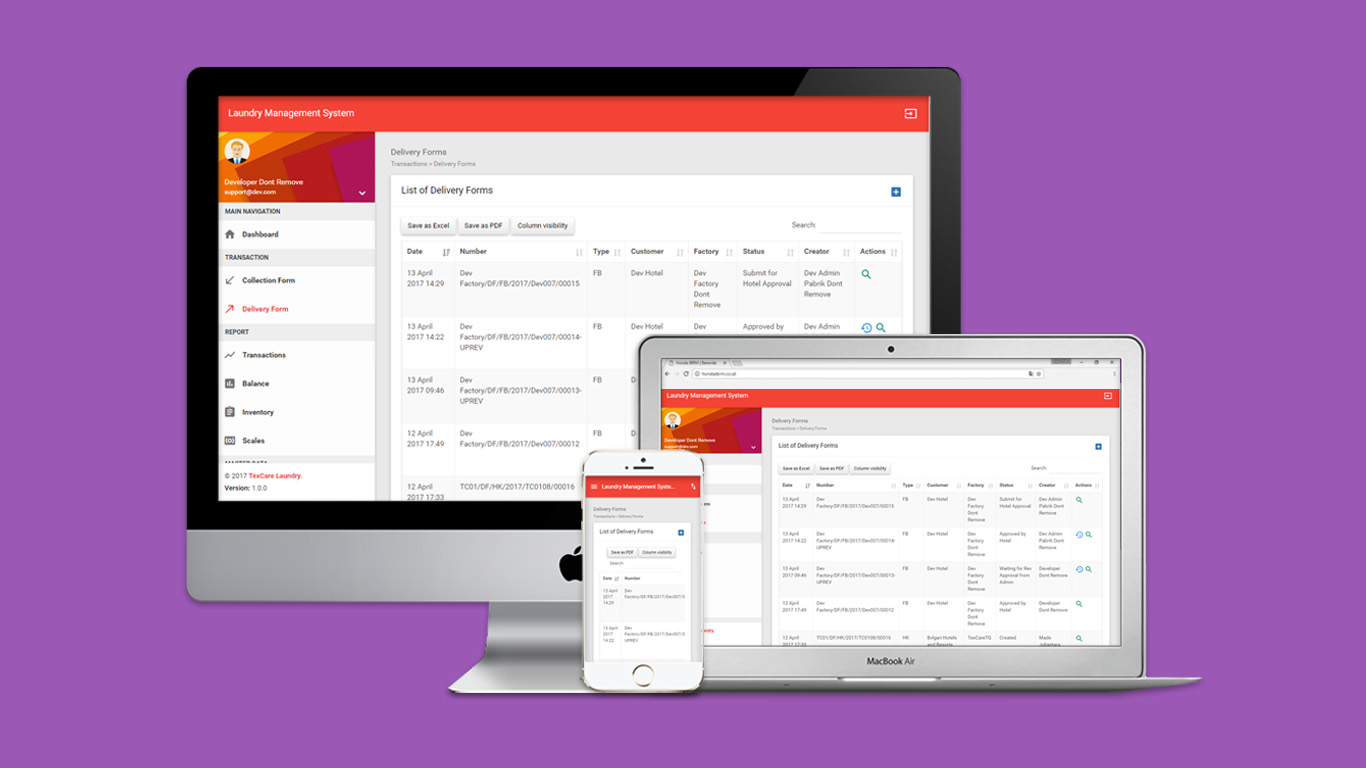 Laundry Management System
Developer Dont Remove
support@dev.com
MAIN NAVIGATION
Dashboard
TRANSACTION
Collection Form
Delivery Form
REPORT
Transactions
Balance
Inventory
Scales
© 2017 TexCare Laundry.
Version: 1.0.0
Delivery Forms
Transactions > Delivery Forms
List of Delivery Forms
Save as Excel Save as PDF Column visibility
Search:
Date Number Type Customer Factory Status Creator Actions
13 April Dev FB Dev Hotel Dev Submit for Dev Admin
2017 14:29 Factory/DF/FB/2017/Dev007/00015 Factory Hotel Approval Pabrik Dont
Dont Remove
Remove
13 April Dev FB Dev Hotel Dev Approved by Dev Admin
2017 14:22 Factory/DF/FB/2017/Dev007/00014-
UPREV
13 April Dev FB D
2017 09:46 Factory/DF/FB/2017/Dev007/00013-
UPREV
12 April Dev FB D
2017 17:49 Factory/DF/FB/2017/Dev007/00012
12 April TC01/DF/HK/2017/TC0108/00016
2017 17:33
Laundry Management System
Developer Dont Remove
support@dev.com
Delivery Forms
Transactions > Delivery Forms
List of Delivery Forms
Save as Excel Save as PDF Column visibility
Search:
Date Number Type Customer Factory Status Creator Actions
13 April Dev FB Dev Hotel Dev Submit for Dev Admin
2017 14:29 Factory/DF/FB/2017/Dev007/00015 Factory Hotel Approval Pabrik Dont
Dont Remove
Remove
13 April Dev FB Dev Hotel Dev Approved by Dev Admin
2017 14:22 Factory/DF/FB/2017/Dev007/00014- Factory Hotel Pabrik Dont
UPREV Dont Remove
Remove
13 April Dev FB Dev Hotel Dev Waiting for Rev Developer
2017 09:46 Factory/DF/FB/2017/Dev007/00013- Factory Approval from Dont Remove
UPREV Dont Admin
Remove
12 April Dev FB Dev Hotel Dev Approved by Developer
2017 17:49 Factory/DF/FB/2017/Dev007/00012 Factory Hotel Dont Remove
Dont
Remove
12 April TC01/DF/HK/2017/TC0108/00016 HK Bvlgari Hotels TexCareTG Created Made
2017 17:33 and Resorts
MacBook Air
Laundry Management Syste...
Delivery Forms
Transactions > Delivery Forms
List of Delivery Forms
Save as PDF Column visibility
Search
Date Number
13 April Dev
2017 Factory/DF/FB/2017/Dev007/0
14:29
13 April Dev
2017 Factory/DF/FB/2017/Dev007/0
14:22 UPREV